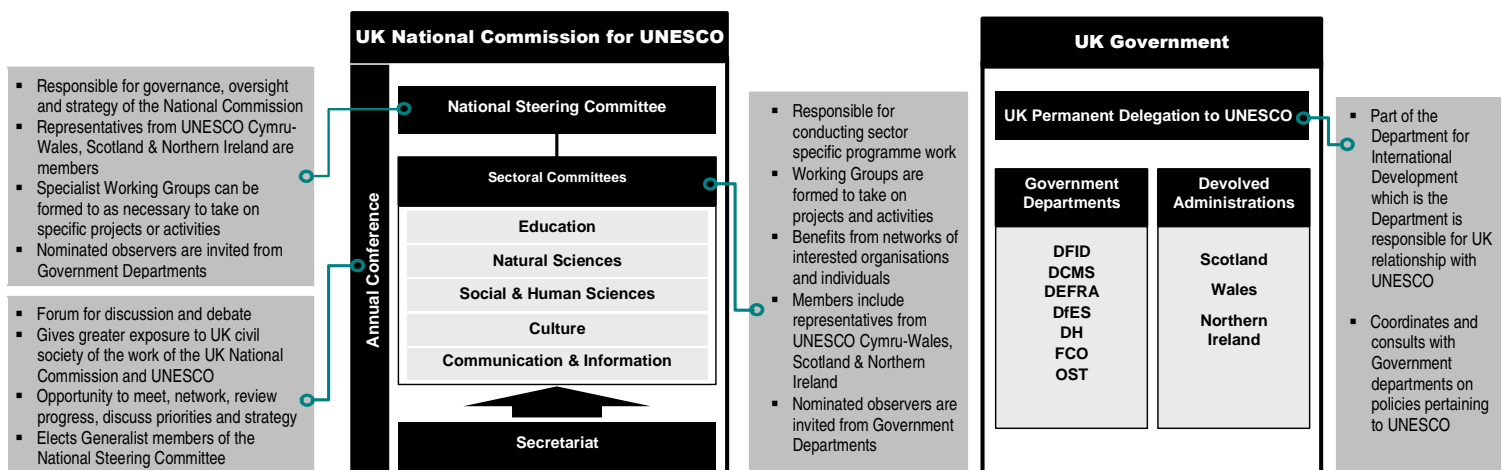 UK National Commission for UNESCO
▪ Responsible for governance, oversight
and strategy of the National Commission
▪ Representatives from UNESCO Cymru-
Wales, Scotland & Northern Ireland are
members
▪ Specialist Working Groups can be
formed to as necessary to take on
specific projects or activities
▪ Nominated observers are invited from
Government Departments
▪ Forum for discussion and debate
▪ Gives greater exposure to UK civil
society of the work of the UK National
Commission and UNESCO
▪ Opportunity to meet, network, review
progress, discuss priorities and strategy
▪ Elects Generalist members of the
National Steering Committee
Annual Conference
National Steering Committee
Sectoral Committees
Education
Natural Sciences
Social & Human Sciences
Culture
Communication & Information
Secretariat
▪ Responsible for
conducting sector
specific programme work
▪ Working Groups are
formed to take on
projects and activities
▪ Benefits from networks of
interested organisations
and individuals
▪ Members include
representatives from
UNESCO Cymru-Wales,
Scotland & Northern
Ireland
▪ Nominated observers are
invited from Government
Departments
UK Government
UK Permanent Delegation to UNESCO
Government
Departments
DFID
DCMS
DEFRA
DfES
DH
FCO
OST
Devolved
Administrations
Scotland
Wales
Northern
Ireland
▪ Part of the
Department for
International
Development
which is the
Department is
responsible for UK
relationship with
UNESCO
▪ Coordinates and
consults with
Government
departments on
policies pertaining
to UNESCO